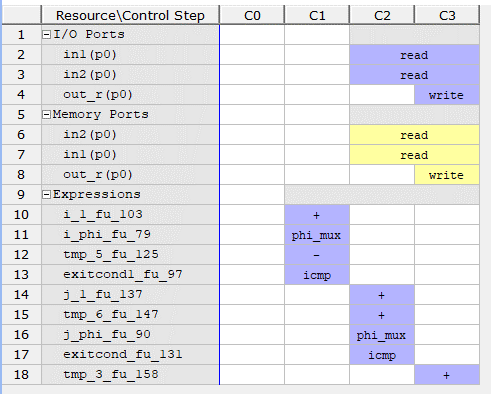 Resource\Control Step C0 C1 C2 C3
1 I/O Ports
2 in1(p0) read
3 in2(p0) read
4 out_r(p0) write
5 Memory Ports
6 in2(p0) read
7 in1(p0) read
8 out_r(p0) write
9 Expressions
10 i_1_fu_103 +
11 i_phi_fu_79 phi_mux
12 tmp_5_fu_125 -
13 exitcond1_fu_97 icmp
14 j_1_fu_137 +
15 tmp_6_fu_147 +
16 j_phi_fu_90 phi_mux
17 exitcond_fu_131 icmp
18 tmp_3_fu_158 +